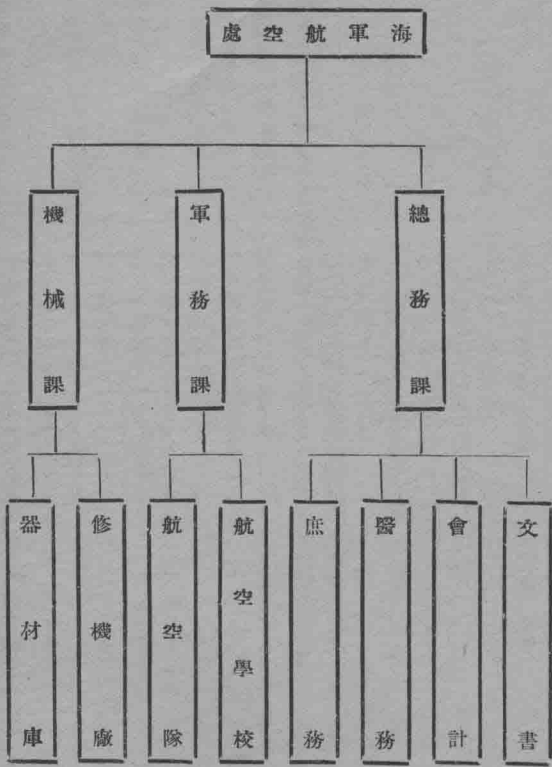 海軍航空處
總務課
軍務課
機械課
文書
會計
醫務
庶務
航空學校
航空隊
修機廠
器材庫